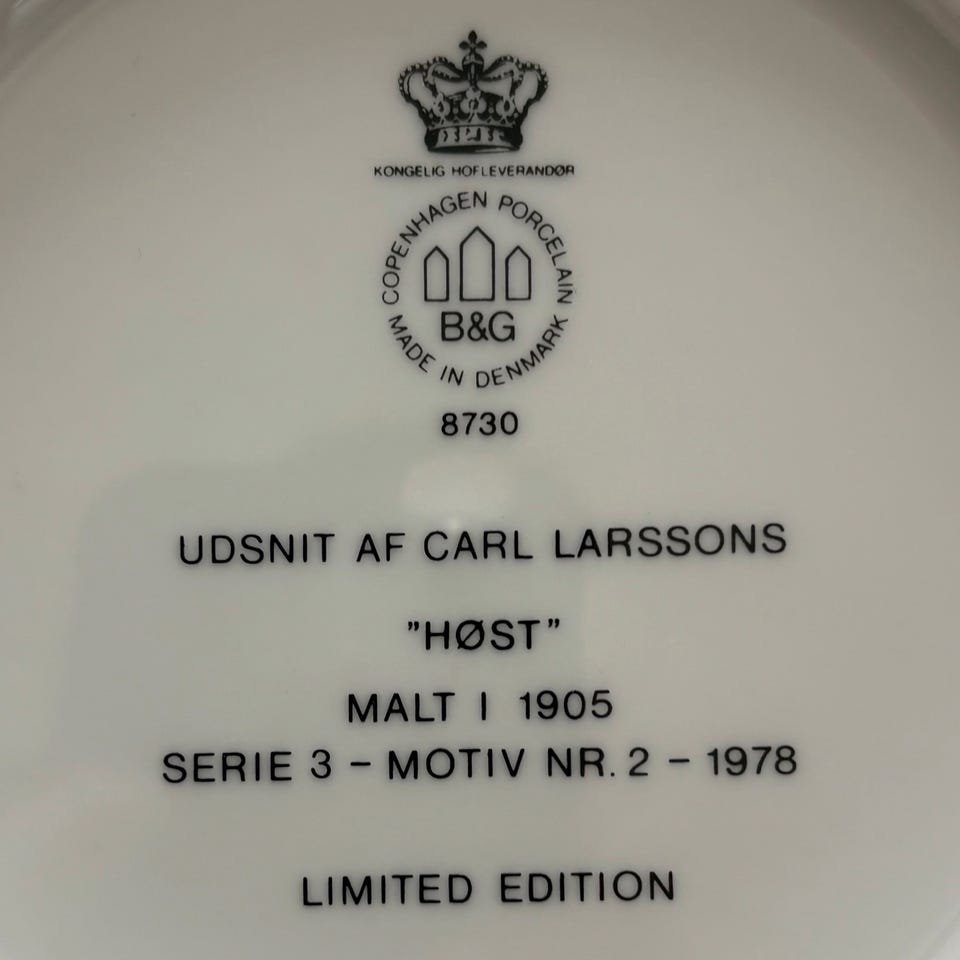 KONGELIG HOFLEVERANDØR
COPENHAGEN PORCELAIN
B&G
MADE IN DENMARK
8730
UDSNIT AF CARL LARSSONS
”HØST”
MALT I 1905
SERIE 3 – MOTIV NR. 2 – 1978
LIMITED EDITION